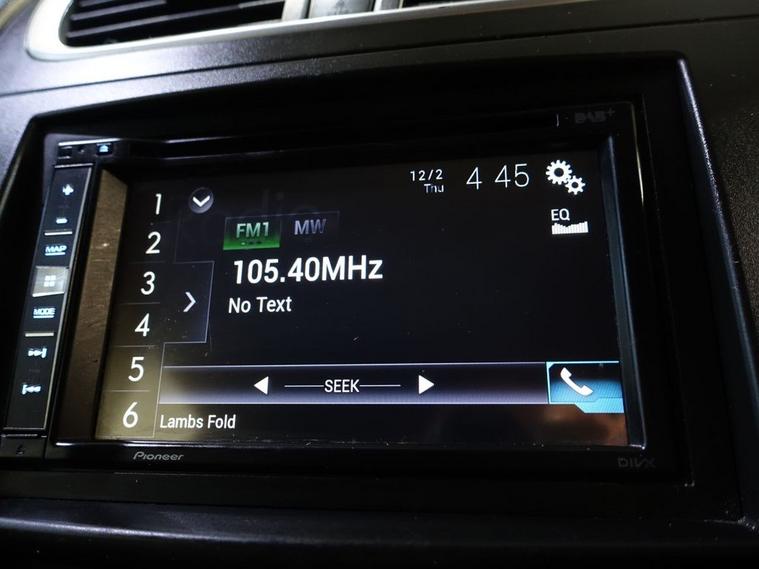 DAB+
12/2
Thu
4 45
1
2
3
4
5
6
MAP
MODE
EQ
FM1
MW
105.40MHz
No Text
SEEK
Lambs Fold
Pioneer
DIVX